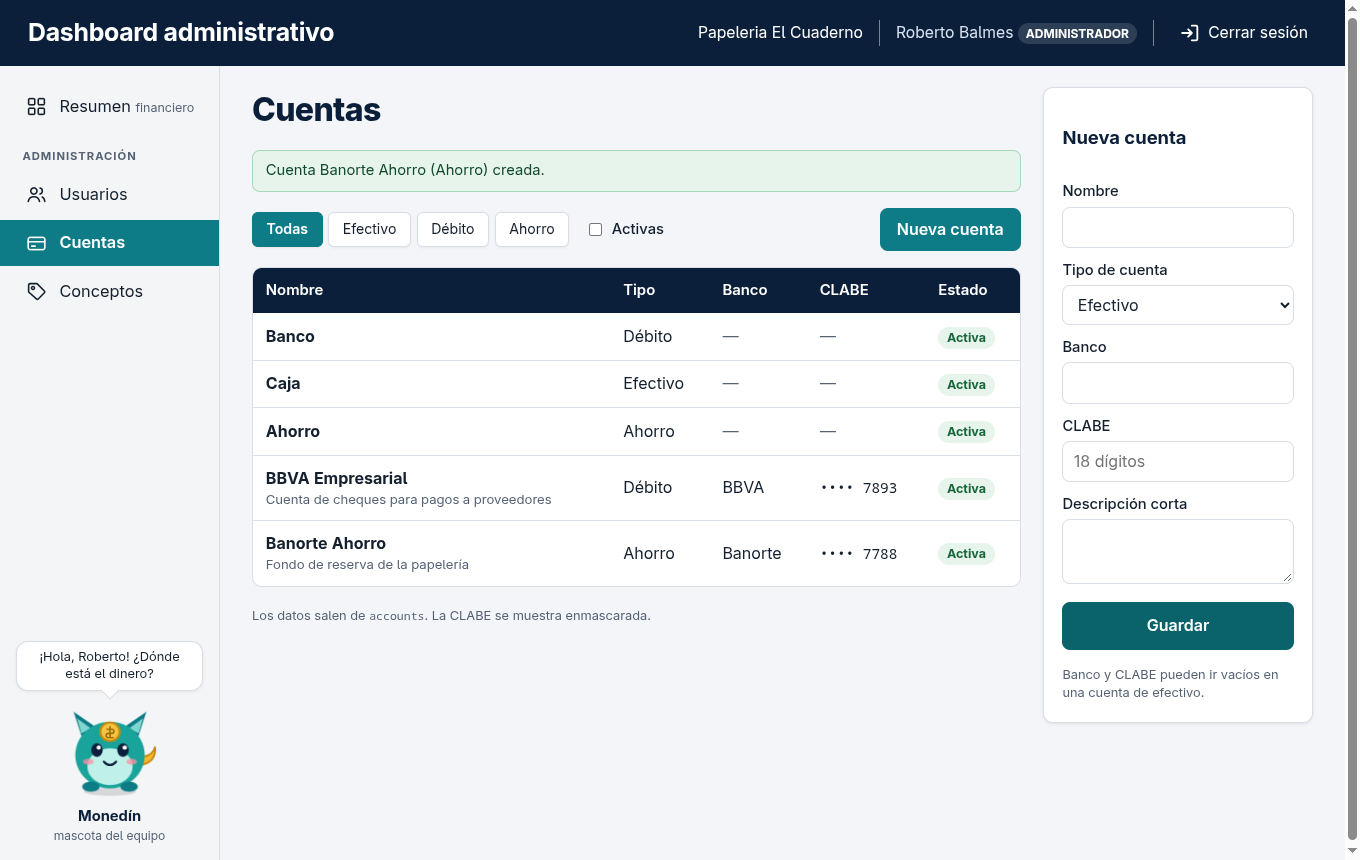 Dashboard administrativo
Papeleria El Cuaderno
Roberto Balmes ADMINISTRADOR
Cerrar sesión
Resumen financiero
ADMINISTRACIÓN
Usuarios
Cuentas
Conceptos
¡Hola, Roberto! ¿Dónde
está el dinero?
Monedín
mascota del equipo
Cuentas
Cuenta Banorte Ahorro (Ahorro) creada.
Todas Efectivo Débito Ahorro Activas Nueva cuenta
Nombre Tipo Banco CLABE Estado
Banco Débito — — Activa
Caja Efectivo — — Activa
Ahorro Ahorro — — Activa
BBVA Empresarial Débito BBVA •••• 7893 Activa
Cuenta de cheques para pagos a proveedores
Banorte Ahorro Ahorro Banorte •••• 7788 Activa
Fondo de reserva de la papelería
Los datos salen de accounts. La CLABE se muestra enmascarada.
Nueva cuenta
Nombre
Tipo de cuenta
Efectivo
Banco
CLABE
18 dígitos
Descripción corta
Guardar
Banco y CLABE pueden ir vacíos en
una cuenta de efectivo.